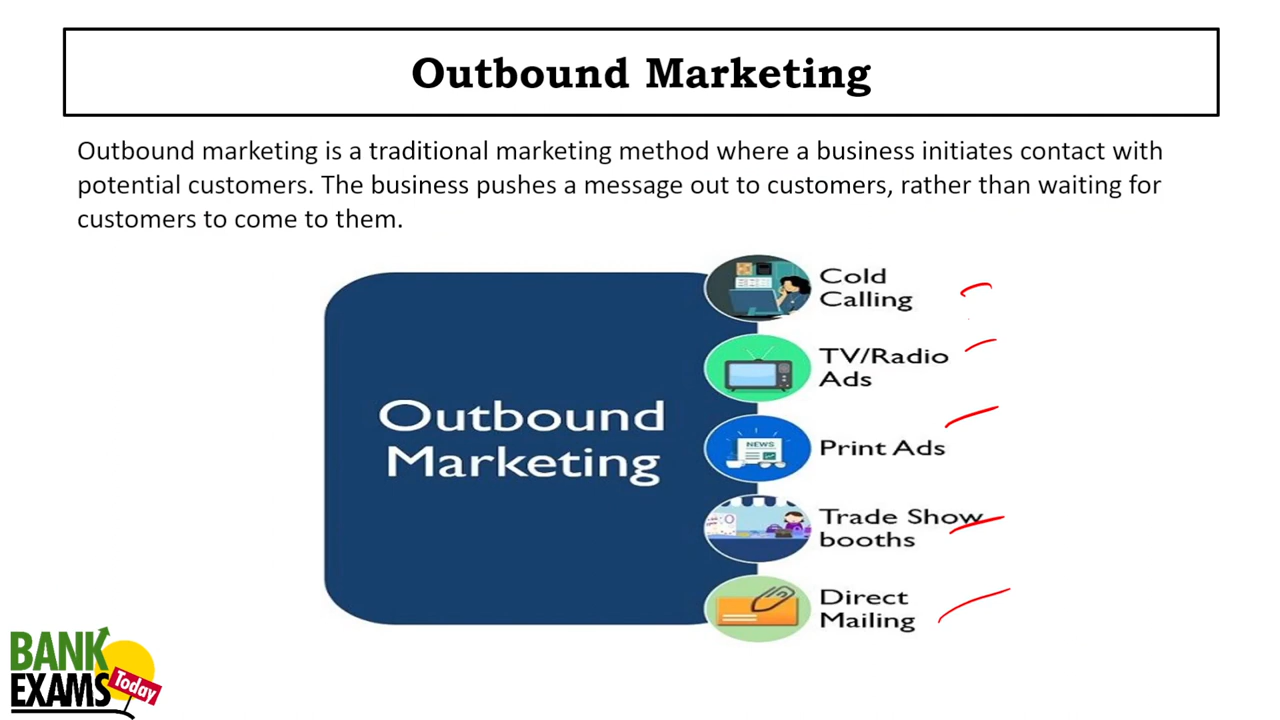 Outbound Marketing
Outbound marketing is a traditional marketing method where a business initiates contact with
potential customers. The business pushes a message out to customers, rather than waiting for
customers to come to them.
Outbound
Marketing
Cold
Calling
TV/Radio
Ads
NEWS
Print Ads
Trade Show
booths
Direct
Mailing
BANK
EXAMS
Today